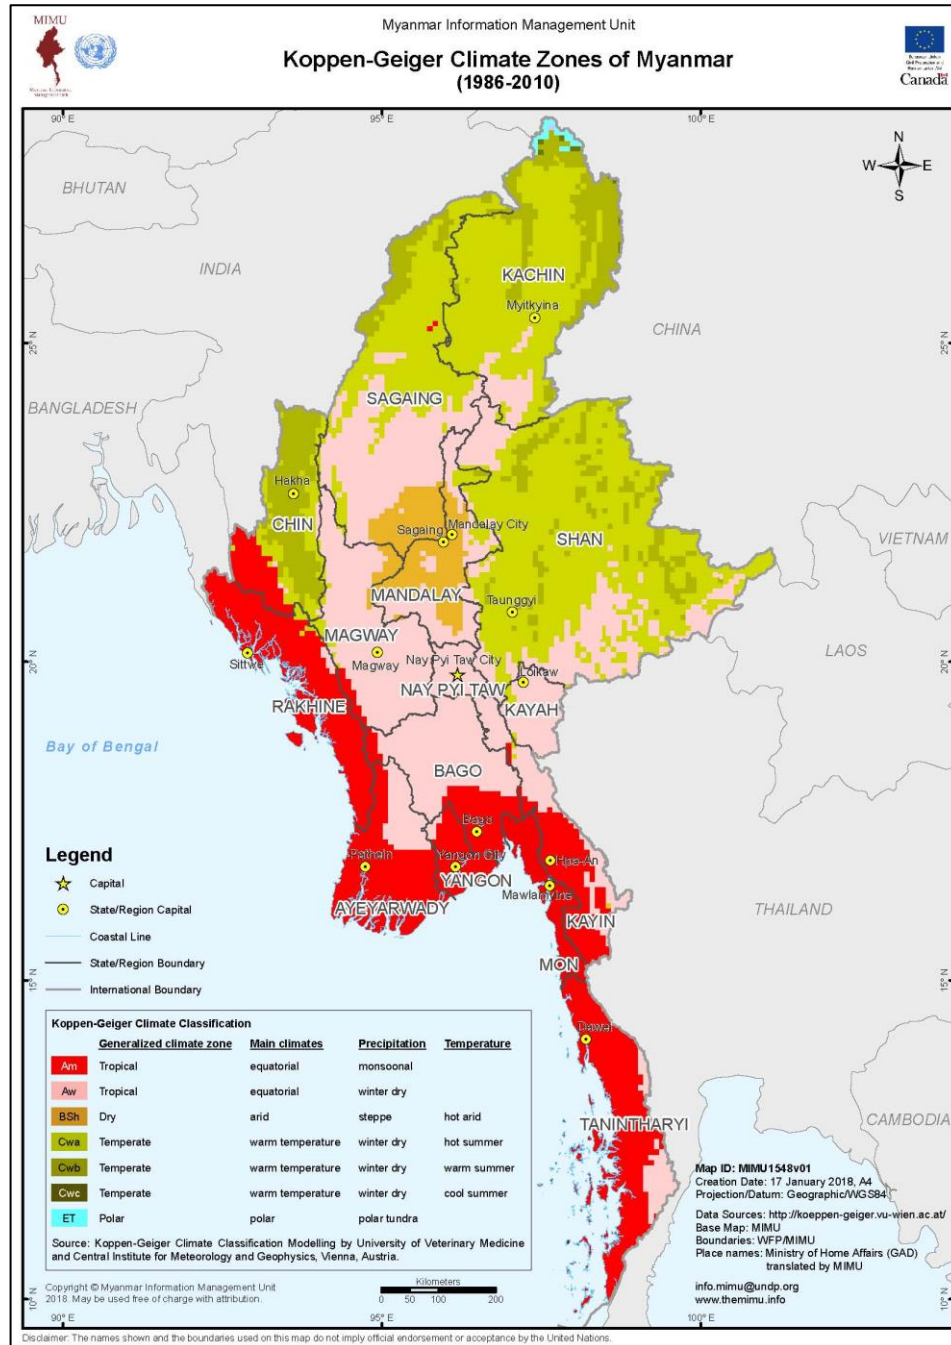 MIMU
Myanmar Information Management Unit
Koppen-Geiger Climate Zones of Myanmar
(1986-2010)
Canada
90° E
95° E
100° E
N
W
E
S
BHUTAN
INDIA
KACHIN
Myitkyina
CHINA
25° N
25° N
SAGAING
BANGLADESH
Hakha
CHIN
Sagaing
Mandalay City
SHAN
VIETNAM
MANDALAY
Taunggyi
MAGWAY
Magway
Nay Pyi Taw City
Loikaw
LAOS
20° N
20° N
Sittwe
NAY PYI TAW
RAKHINE
KAYAH
Bay of Bengal
BAGO
Bago
Pathein
Yangon City
Hpa-An
YANGON
Mawlamyine
AYEYARWADY
KAYIN
THAILAND
MON
15° N
15° N
Dawei
TANINTHARYI
CAMBODIA
Legend
Capital
State/Region Capital
Coastal Line
State/Region Boundary
International Boundary
Koppen-Geiger Climate Classification
Generalized climate zone Main climates Precipitation Temperature
Am Tropical equatorial monsoonal
Aw Tropical equatorial winter dry
BSh Dry arid steppe hot arid
Cwa Temperate warm temperature winter dry hot summer
Cwb Temperate warm temperature winter dry warm summer
Cwc Temperate warm temperature winter dry cool summer
ET Polar polar polar tundra
Source: Koppen-Geiger Climate Classification Modelling by University of Veterinary Medicine
and Central Institute for Meteorology and Geophysics, Vienna, Austria.
Copyright © Myanmar Information Management Unit
2018. May be used free of charge with attribution.
Kilometers
0 50 100 200
Map ID: MIMU1548v01
Creation Date: 17 January 2018, A4
Projection/Datum: Geographic/WGS84
Data Sources: http://koeppen-geiger.vu-wien.ac.at/
Base Map: MIMU
Boundaries: WFP/MIMU
Place names: Ministry of Home Affairs (GAD)
translated by MIMU
info.mimu@undp.org
www.themimu.info
10° N
10° N
90° E
95° E
100° E
Disclaimer: The names shown and the boundaries used on this map do not imply official endorsement or acceptance by the United Nations.